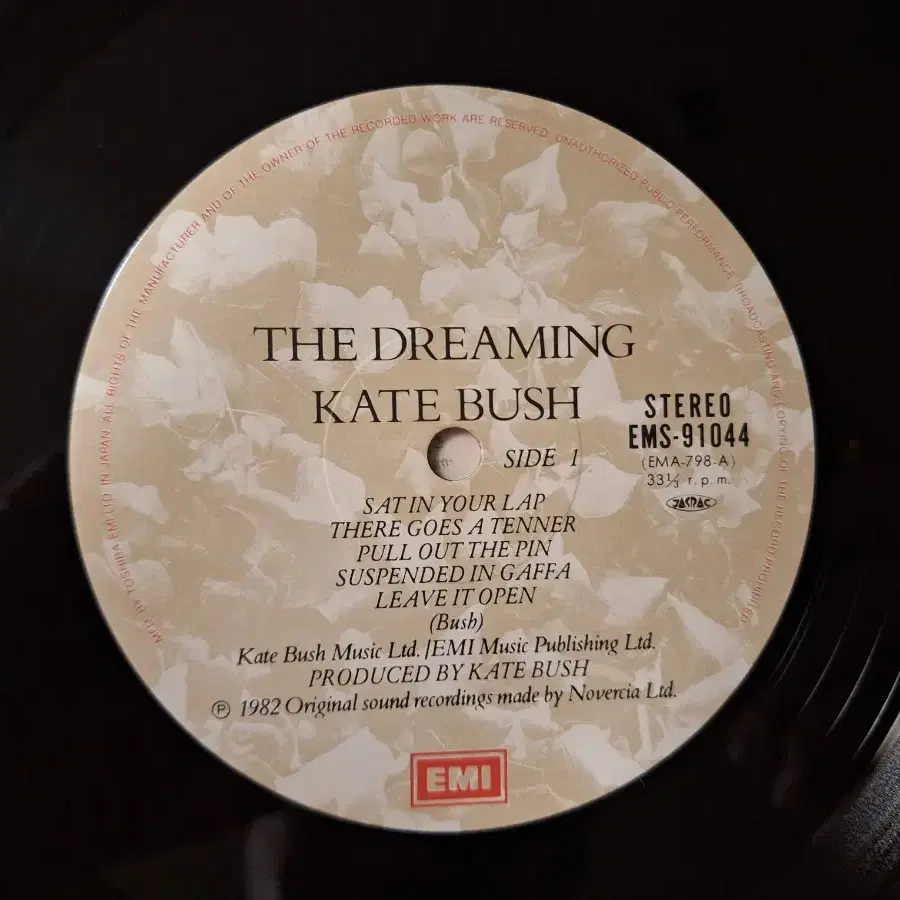 MFD BY TOSHIBA EMI LTD IN JAPAN. ALL RIGHTS OF THE MANUFACTURER AND OF THE OWNER OF THE RECORDED WORK ARE RESERVED. UNAUTHORIZED PUBLIC PERFORMANCE, BROADCASTING AND COPYING OF THE RECORD PROHIBITED
THE DREAMING
KATE BUSH
SIDE 1
STEREO
EMS-91044
(EMA-798-A)
33⅓ r.p.m.
JASRAC
SAT IN YOUR LAP
THERE GOES A TENNER
PULL OUT THE PIN
SUSPENDED IN GAFFA
LEAVE IT OPEN
(Bush)
Kate Bush Music Ltd./EMI Music Publishing Ltd.
PRODUCED BY KATE BUSH
℗ 1982 Original sound recordings made by Novercia Ltd.
EMI